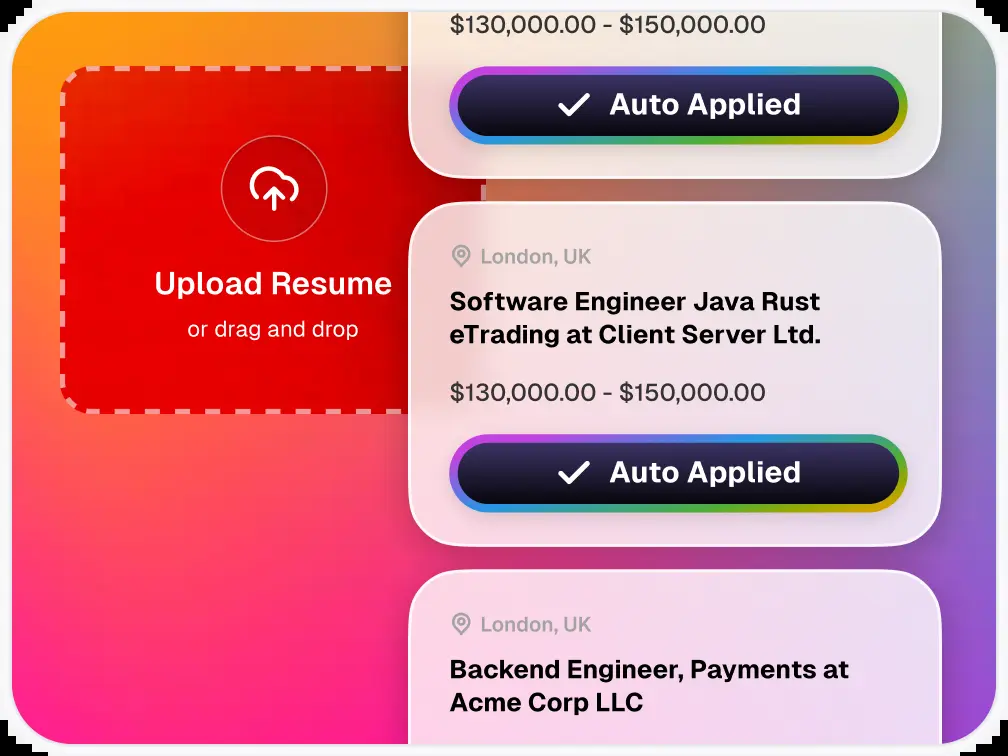 $130,000.00 - $150,000.00
Auto Applied
Upload Resume
or drag and drop
London, UK
Software Engineer Java Rust
eTrading at Client Server Ltd.
$130,000.00 - $150,000.00
Auto Applied
London, UK
Backend Engineer, Payments at
Acme Corp LLC